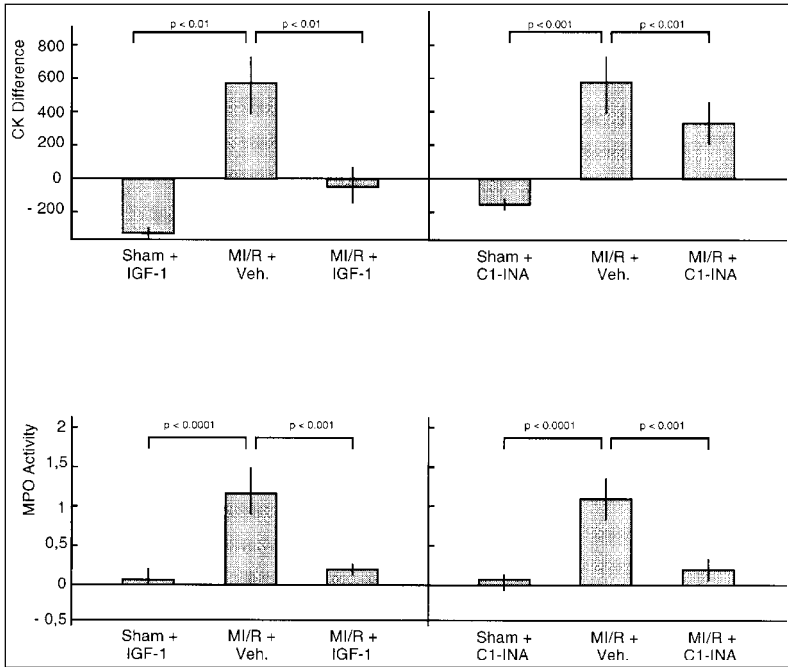 p < 0.01 p < 0.01
p < 0.001 p < 0.001
CK Difference
800
600
400
200
0
- 200
Sham + MI/R + MI/R +
IGF-1 Veh. IGF-1
Sham + MI/R + MI/R +
C1-INA Veh. C1-INA
p < 0.0001 p < 0.001
p < 0.0001 p < 0.001
MPO Activity
2
1,5
1
0,5
0
- 0,5
Sham + MI/R + MI/R +
IGF-1 Veh. IGF-1
Sham + MI/R + MI/R +
C1-INA Veh. C1-INA